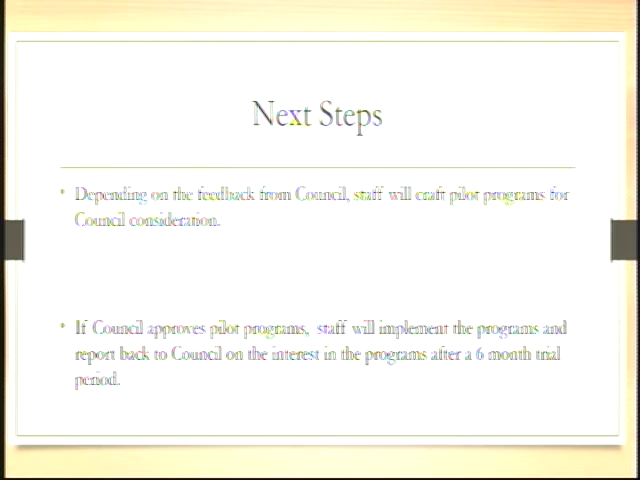 Next Steps
• Depending on the feedback from Council, staff will craft pilot programs for
Council consideration.
• If Council approves pilot programs, staff will implement the programs and
report back to Council on the interest in the programs after a 6 month trial
period.